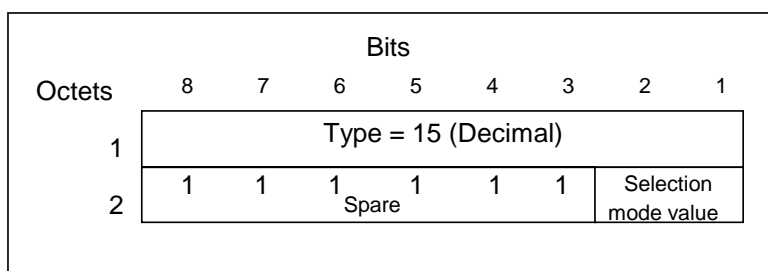 Bits
Octets 8 7 6 5 4 3 2 1
1 Type = 15 (Decimal)
1 1 1 1 1 1 Selection
2 Spare mode value